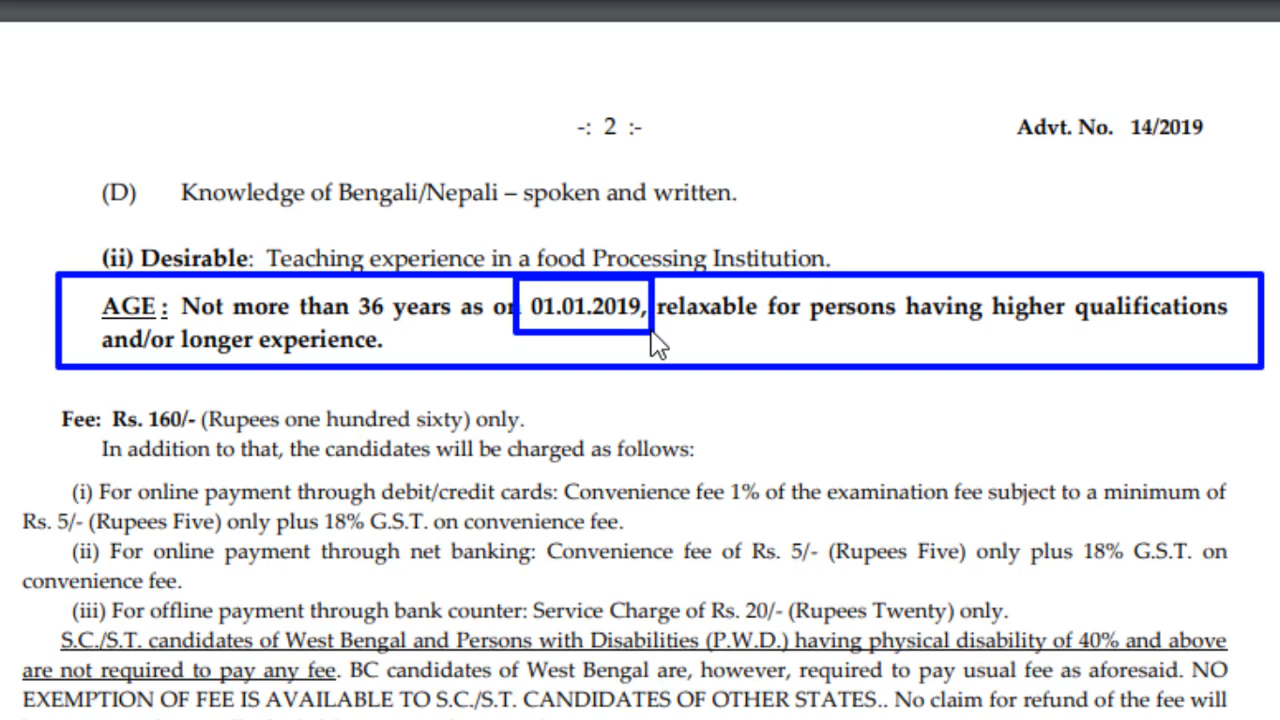 -: 2 :- Advt. No. 14/2019
(D) Knowledge of Bengali/Nepali – spoken and written.
(ii) Desirable: Teaching experience in a food Processing Institution.
AGE : Not more than 36 years as on 01.01.2019, relaxable for persons having higher qualifications
and/or longer experience.
Fee: Rs. 160/- (Rupees one hundred sixty) only.
In addition to that, the candidates will be charged as follows:
(i) For online payment through debit/credit cards: Convenience fee 1% of the examination fee subject to a minimum of
Rs. 5/- (Rupees Five) only plus 18% G.S.T. on convenience fee.
(ii) For online payment through net banking: Convenience fee of Rs. 5/- (Rupees Five) only plus 18% G.S.T. on
convenience fee.
(iii) For offline payment through bank counter: Service Charge of Rs. 20/- (Rupees Twenty) only.
S.C./S.T. candidates of West Bengal and Persons with Disabilities (P.W.D.) having physical disability of 40% and above
are not required to pay any fee. BC candidates of West Bengal are, however, required to pay usual fee as aforesaid. NO
EXEMPTION OF FEE IS AVAILABLE TO S.C./S.T. CANDIDATES OF OTHER STATES.. No claim for refund of the fee will